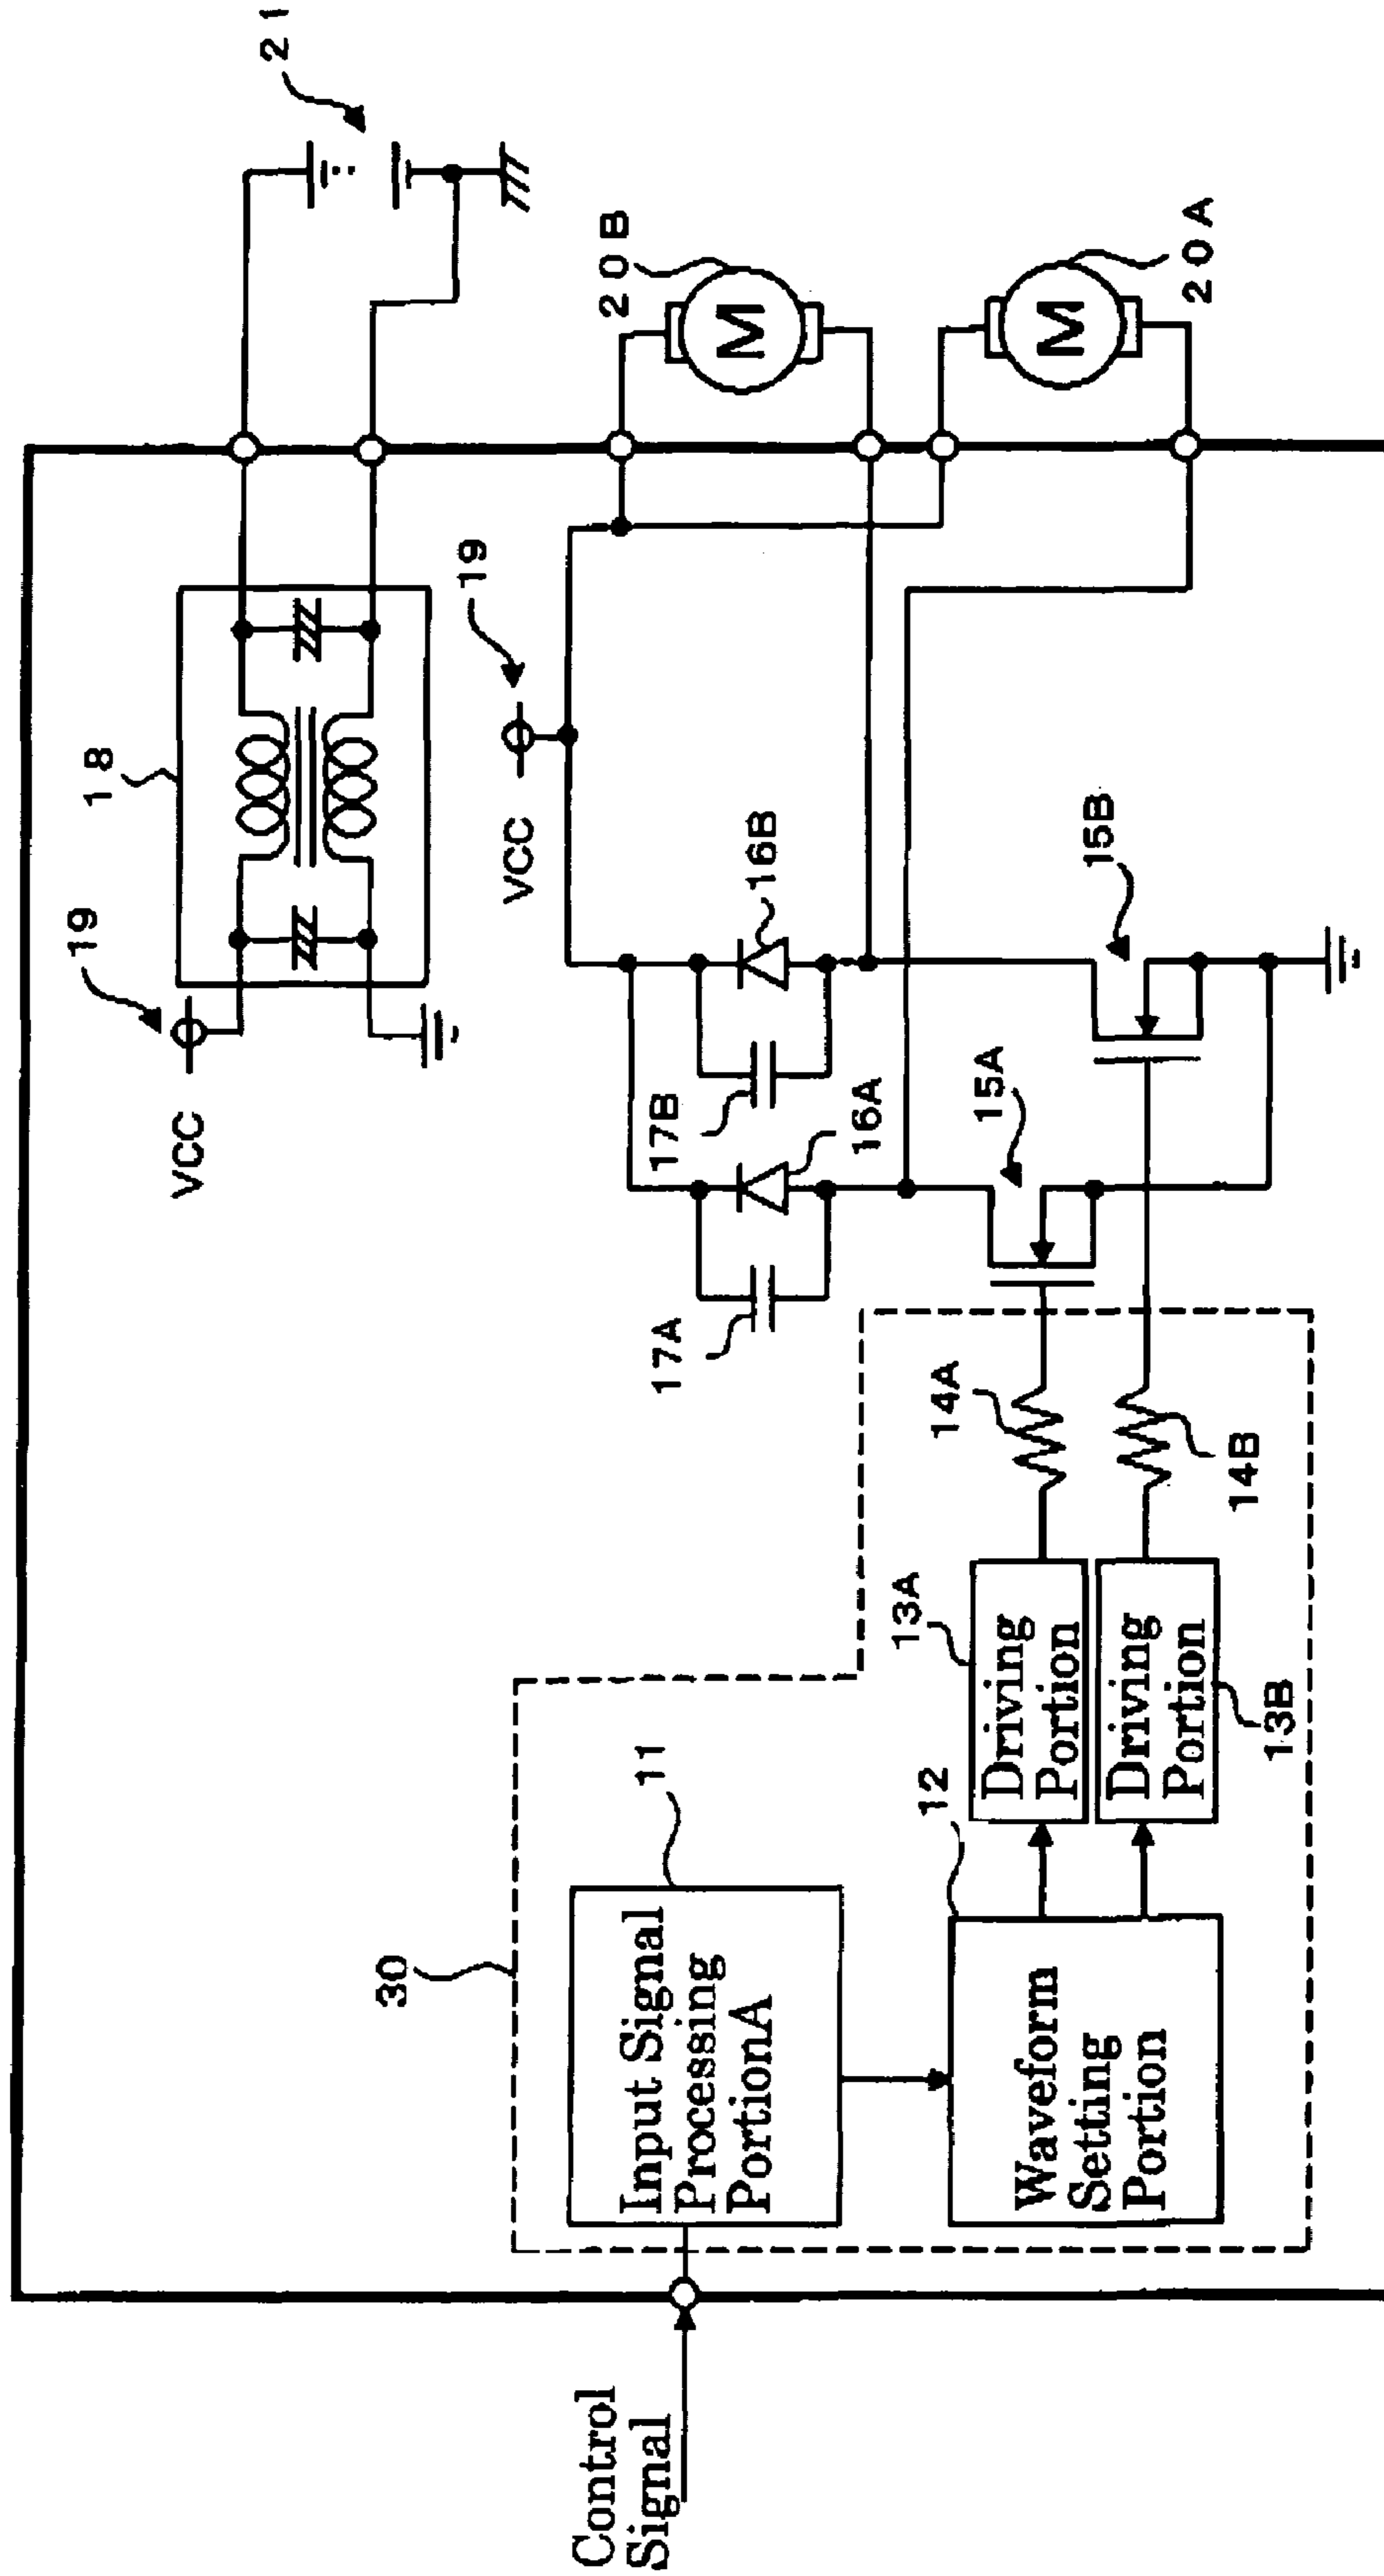 Control
Signal
30
Input Signal
Processing
PortionA
11
Waveform
Setting
Portion
12
Driving
Portion
13A
Driving
Portion
13B
14A
14B
15A
15B
17A
16A
17B
16B
VCC
19
18
VCC
19
21
20B
M
20A
M